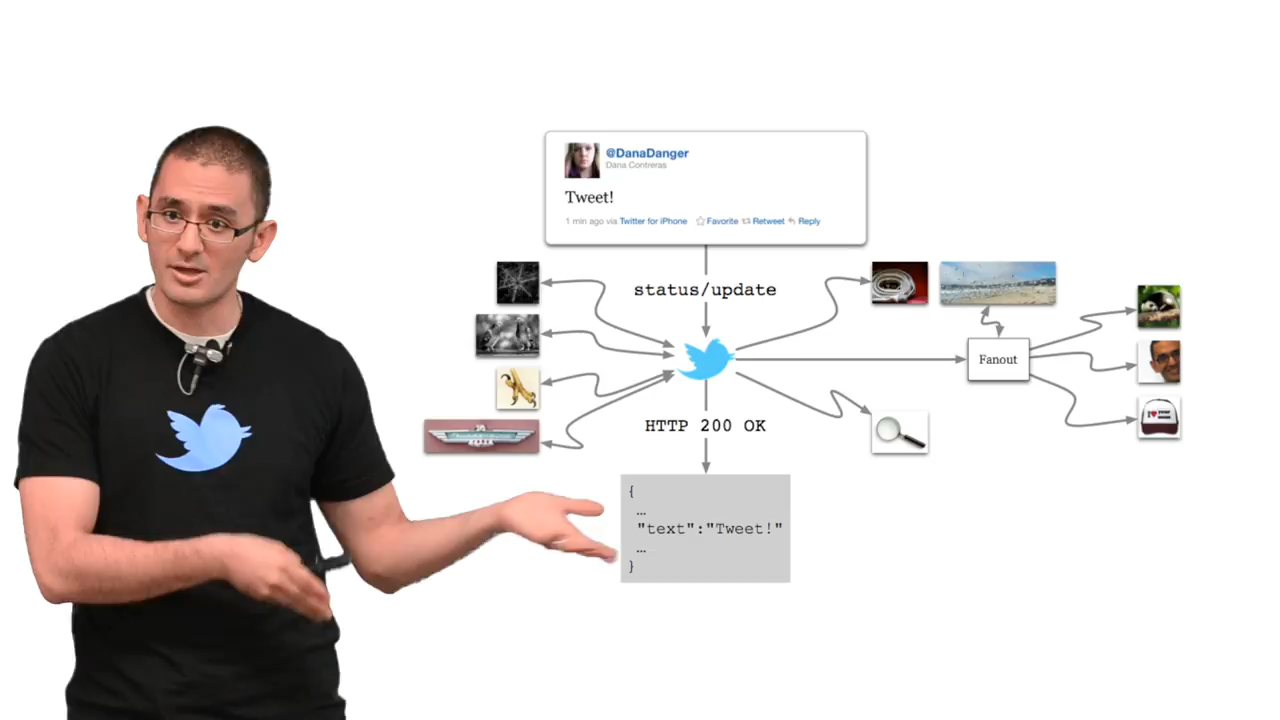 @DanaDanger
Dana Contreras
Tweet!
1 min ago via Twitter for iPhone Favorite Retweet Reply
status/update
Fanout
I ♥ your
HTTP 200 OK
{
…
"text":"Tweet!"
…
}